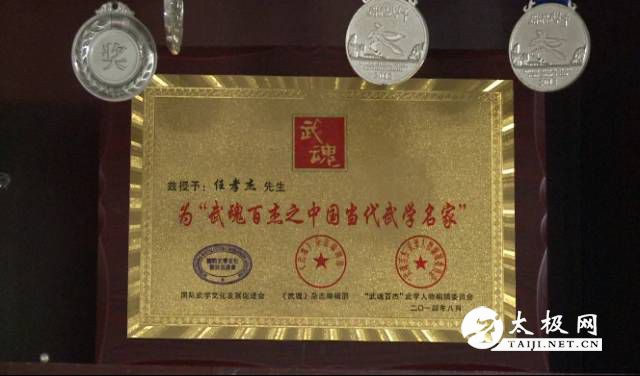 奖
武魂
兹授予：任孝杰 先生
为“武魂百杰之中国当代武学名家”
国际武学文化发展促进会 《武魂》杂志编辑部 “武魂百杰”武学人物编辑委员会
二〇一四年八月
太极网
TAIJI.NET.CN